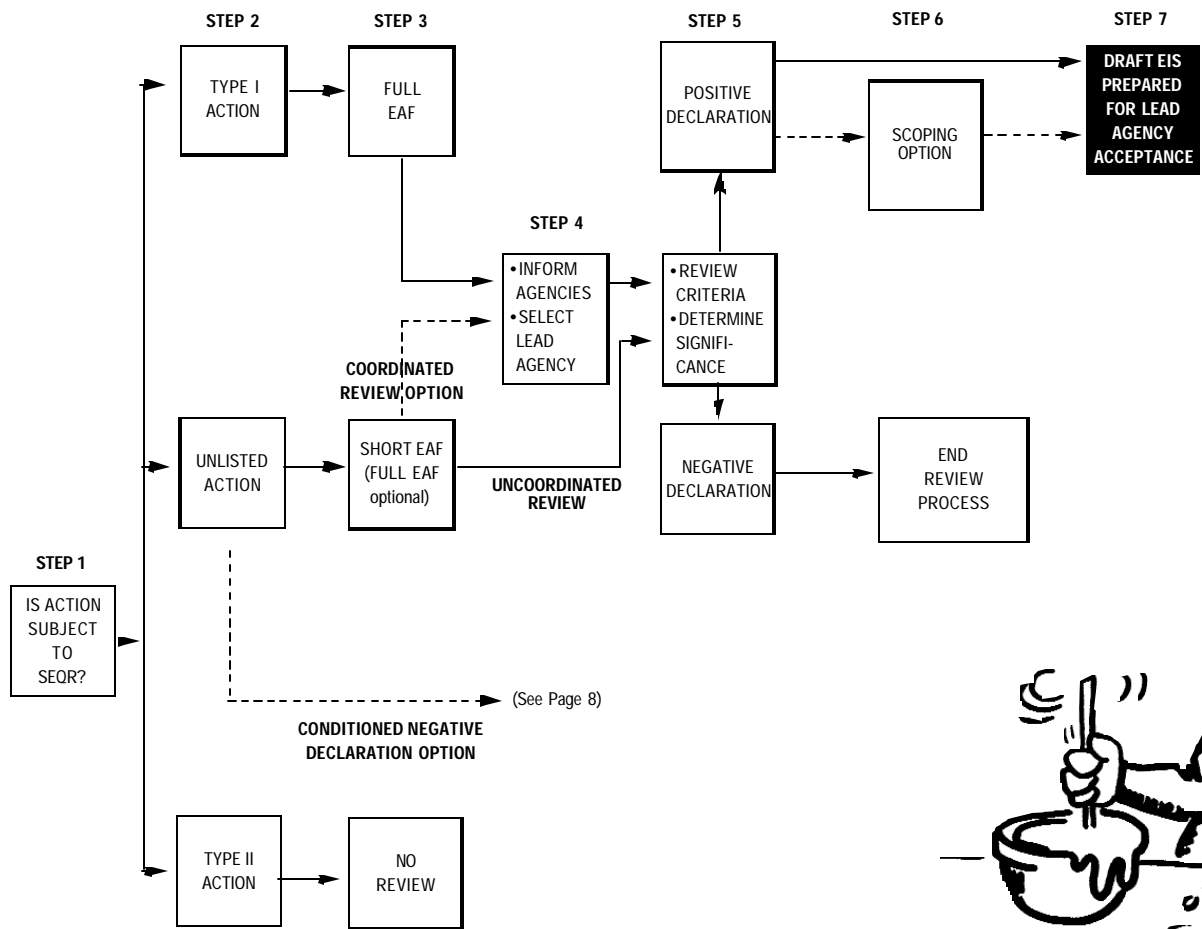 STEP 1
IS ACTION
SUBJECT
TO
SEQR?
STEP 2
TYPE I
ACTION
UNLISTED
ACTION
TYPE II
ACTION
STEP 3
FULL
EAF
COORDINATED
REVIEW OPTION
SHORT EAF
(FULL EAF
optional)
UNCOORDINATED
REVIEW
(See Page 8)
CONDITIONED NEGATIVE
DECLARATION OPTION
NO
REVIEW
STEP 4
•INFORM
AGENCIES
•SELECT
LEAD
AGENCY
STEP 5
POSITIVE
DECLARATION
•REVIEW
CRITERIA
•DETERMINE
SIGNIFI-
CANCE
NEGATIVE
DECLARATION
END
REVIEW
PROCESS
STEP 6
SCOPING
OPTION
STEP 7
DRAFT EIS
PREPARED
FOR LEAD
AGENCY
ACCEPTANCE